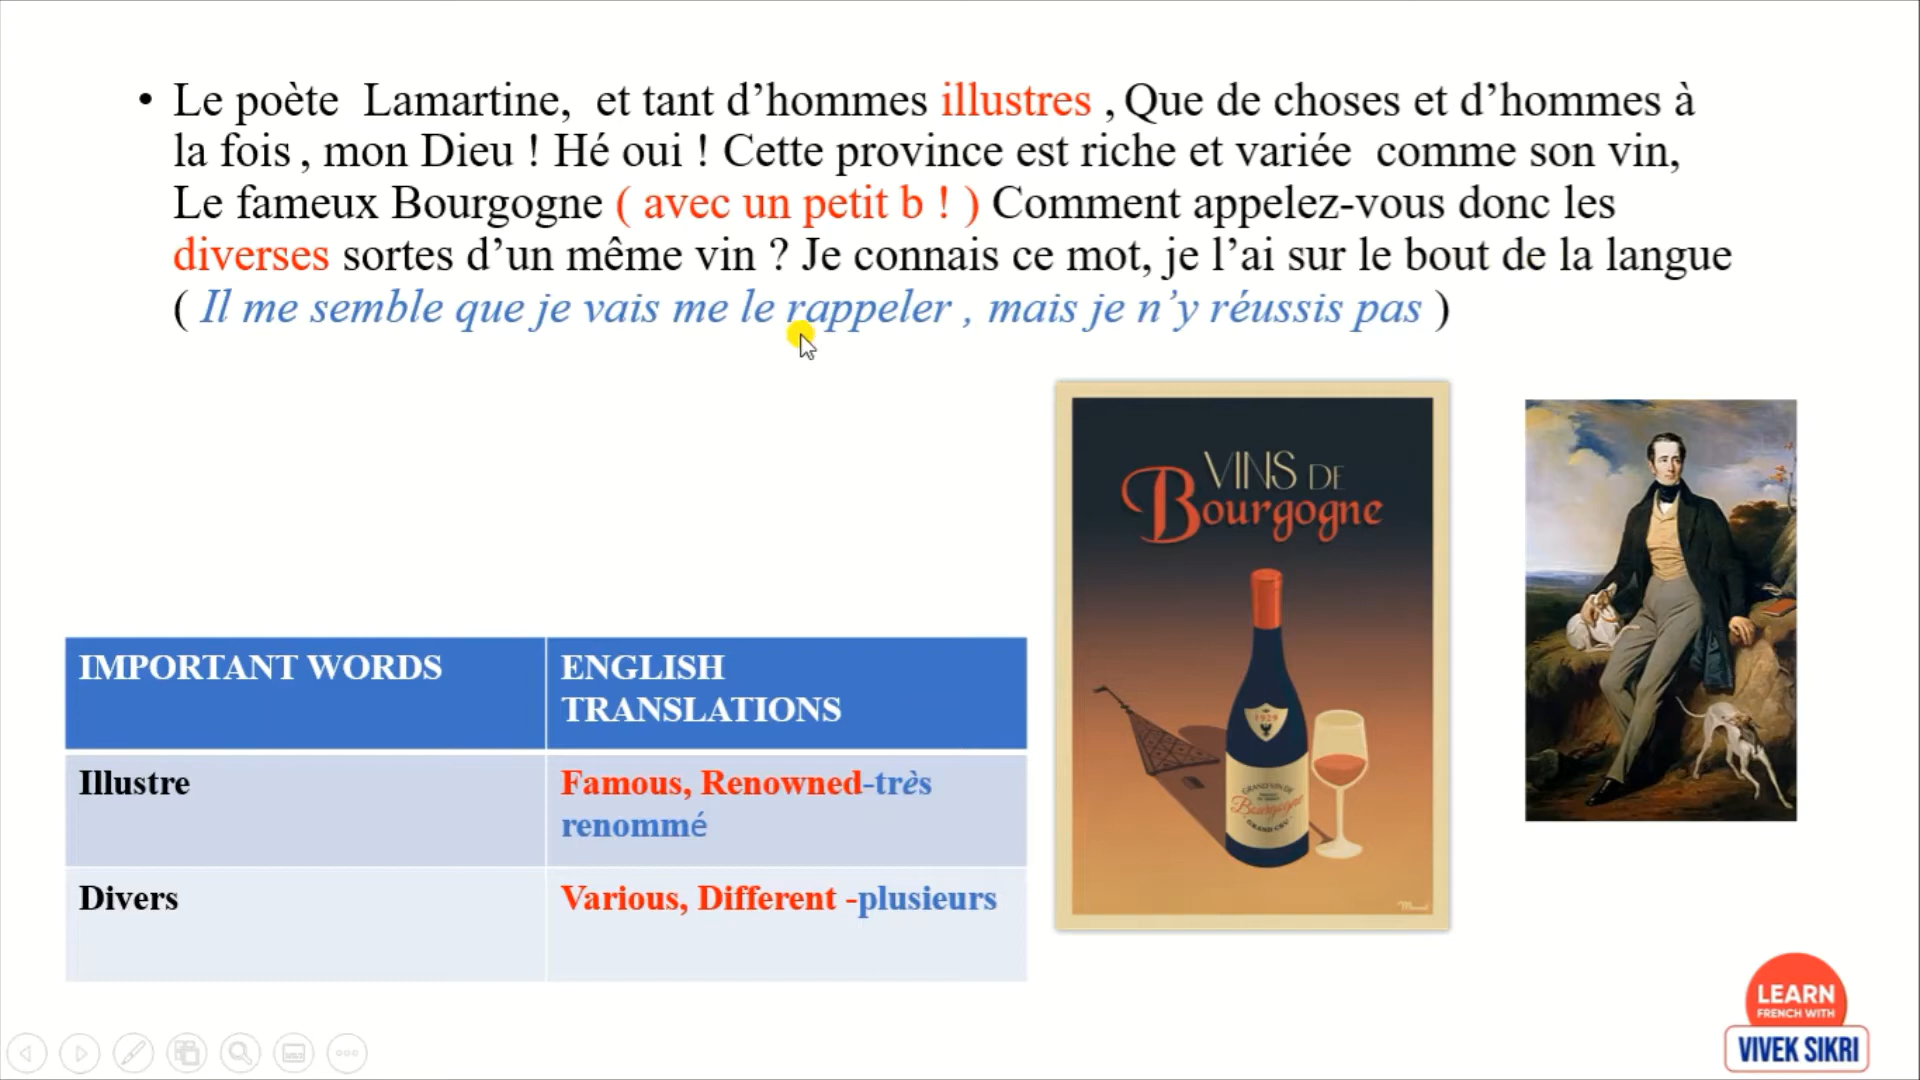 • Le poète Lamartine, et tant d’hommes illustres , Que de choses et d’hommes à
la fois , mon Dieu ! Hé oui ! Cette province est riche et variée comme son vin,
Le fameux Bourgogne ( avec un petit b ! ) Comment appelez-vous donc les
diverses sortes d’un même vin ? Je connais ce mot, je l’ai sur le bout de la langue
( Il me semble que je vais me le rappeler , mais je n’y réussis pas )
VINS DE
Bourgogne
1929
GRAND VIN DE
Bourgogne
GRAND CRU
IMPORTANT WORDS
ENGLISH
TRANSLATIONS
Illustre
Famous, Renowned-très
renommé
Divers
Various, Different -plusieurs
LEARN
FRENCH WITH
VIVEK SIKRI